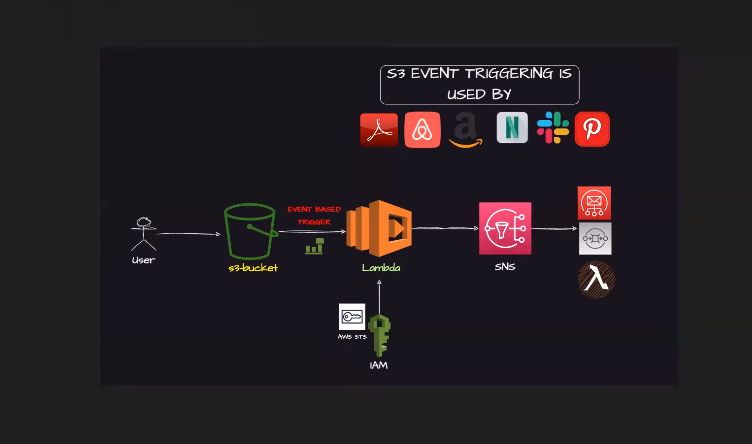 S3 EVENT TRIGGERING IS
USED BY
a
N
EVENT BASED
TRIGGER
User
s3-bucket
Lambda
SNS
AWS STS
IAM